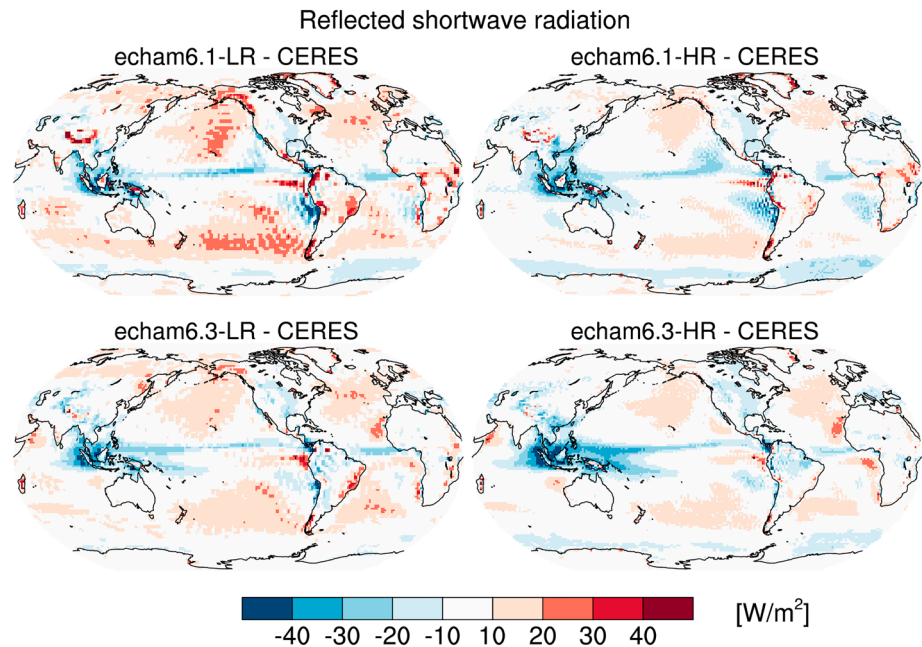 Reflected shortwave radiation
echam6.1-LR - CERES
echam6.1-HR - CERES
echam6.3-LR - CERES
echam6.3-HR - CERES
-40 -30 -20 -10 10 20 30 40 [W/m²]